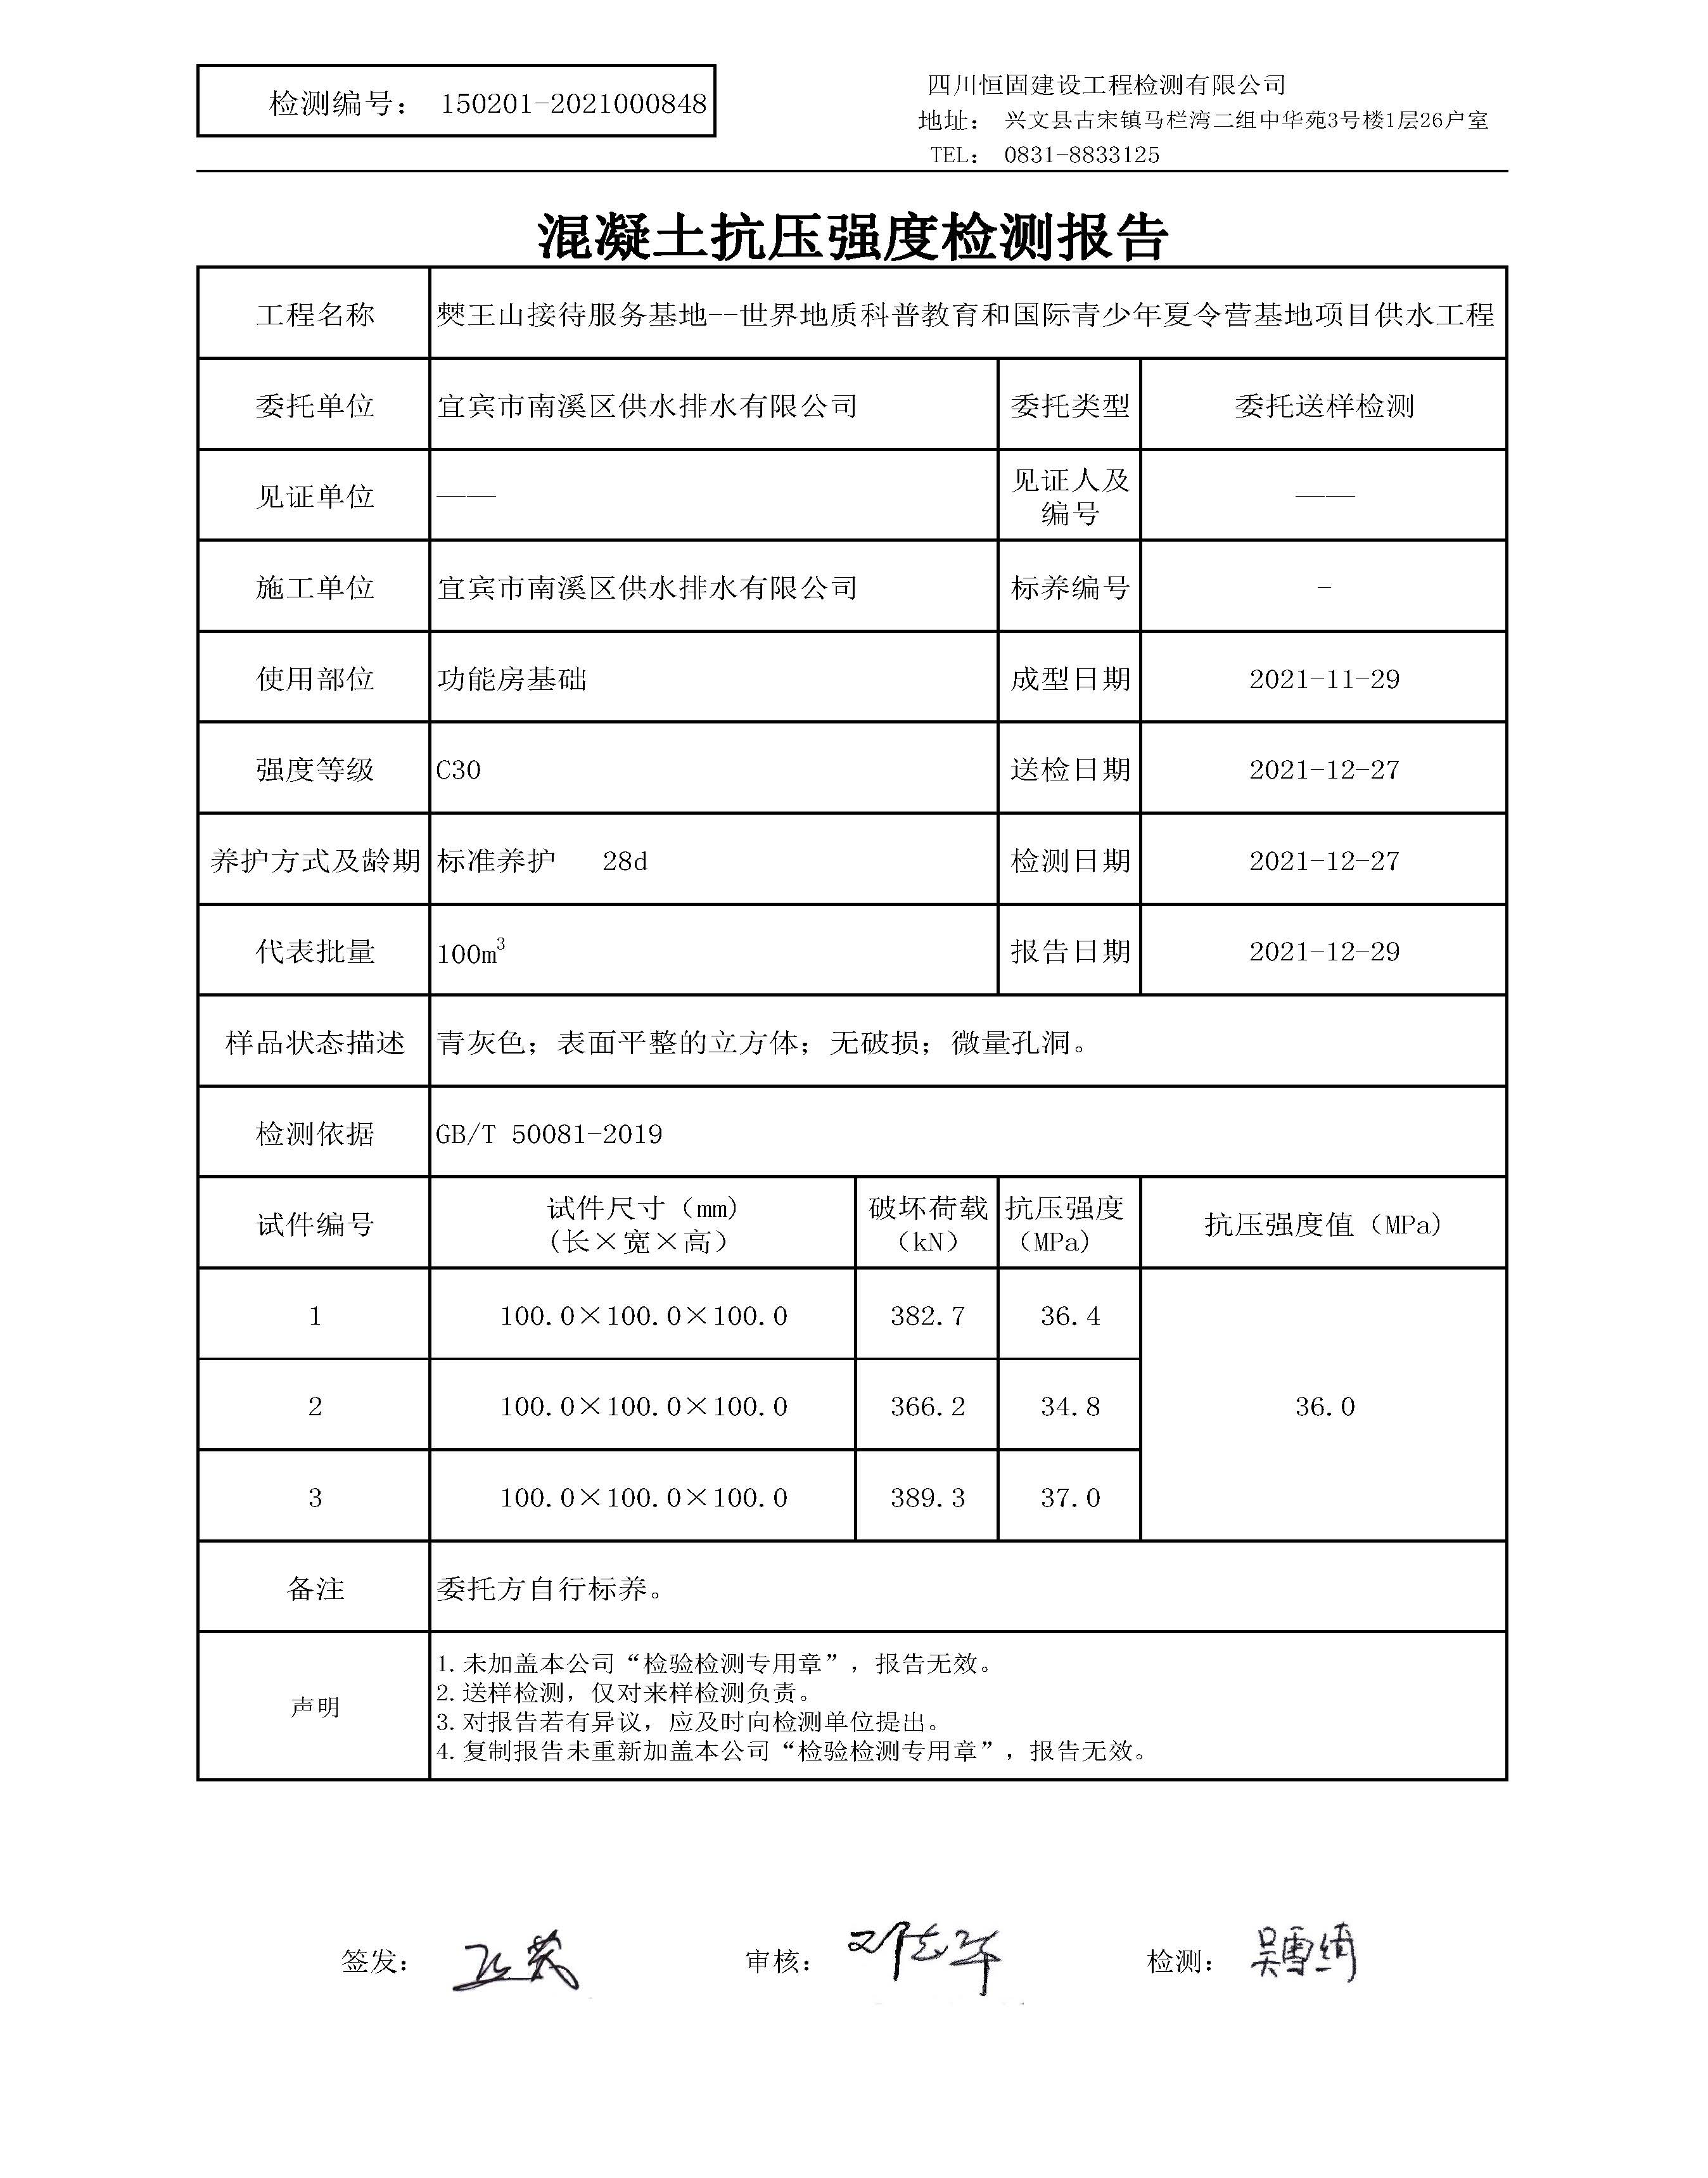 检测编号： 150201-2021000848
四川恒固建设工程检测有限公司
地址： 兴文县古宋镇马栏湾二组中华苑3号楼1层26户室
TEL： 0831-8833125
混凝土抗压强度检测报告
工程名称 僰王山接待服务基地--世界地质科普教育和国际青少年夏令营基地项目供水工程
委托单位 宜宾市南溪区供水排水有限公司 委托类型 委托送样检测
见证单位 —— 见证人及编号 ——
施工单位 宜宾市南溪区供水排水有限公司 标养编号 -
使用部位 功能房基础 成型日期 2021-11-29
强度等级 C30 送检日期 2021-12-27
养护方式及龄期 标准养护 28d 检测日期 2021-12-27
代表批量 100m³ 报告日期 2021-12-29
样品状态描述 青灰色；表面平整的立方体；无破损；微量孔洞。
检测依据 GB/T 50081-2019
试件编号 试件尺寸（mm）（长×宽×高） 破坏荷载（kN） 抗压强度（MPa） 抗压强度值（MPa）
1 100.0×100.0×100.0 382.7 36.4
2 100.0×100.0×100.0 366.2 34.8 36.0
3 100.0×100.0×100.0 389.3 37.0
备注 委托方自行标养。
声明
1.未加盖本公司“检验检测专用章”，报告无效。
2.送样检测，仅对来样检测负责。
3.对报告若有异议，应及时向检测单位提出。
4.复制报告未重新加盖本公司“检验检测专用章”，报告无效。
签发： 审核： 检测： 吴雪绮